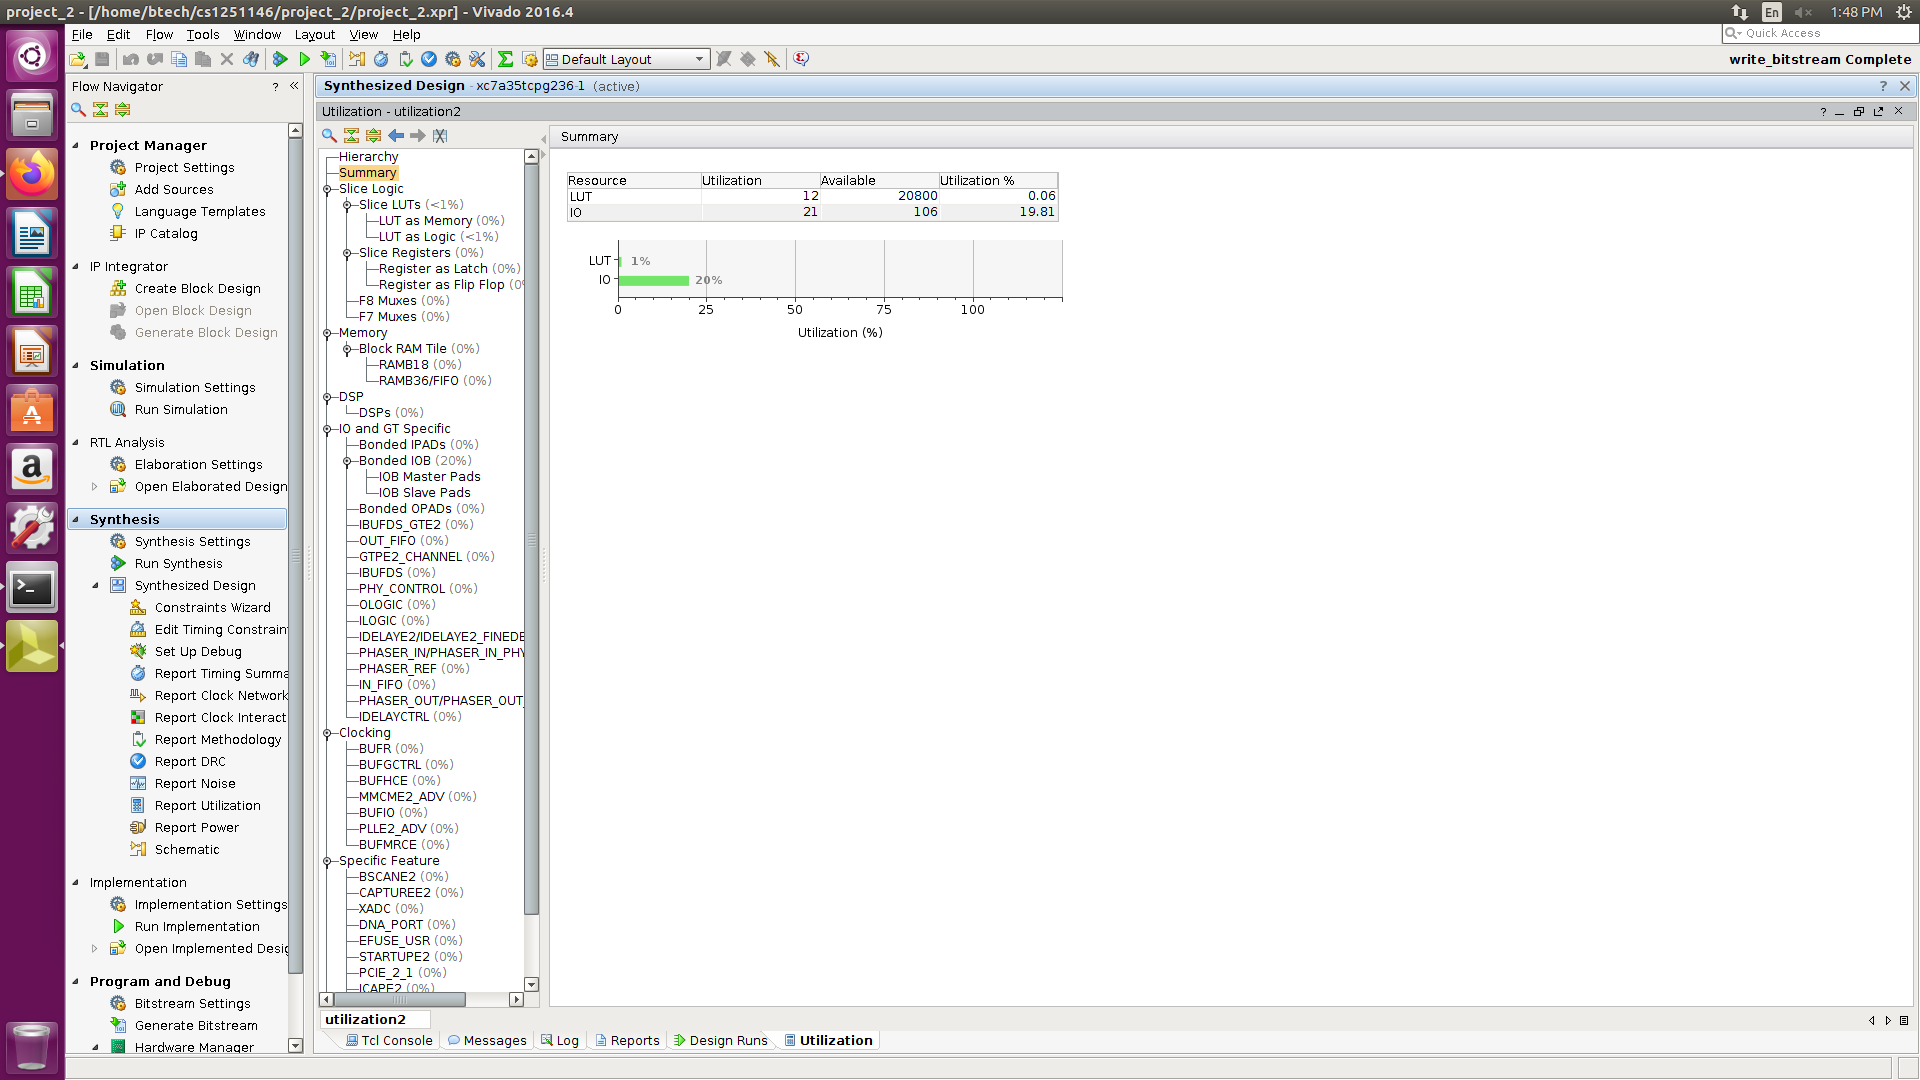 project_2 - [/home/btech/cs1251146/project_2/project_2.xpr] - Vivado 2016.4
En
1:48 PM
File Edit Flow Tools Window Layout View Help
Quick Access
Default Layout
write_bitstream Complete
Flow Navigator
? «
Project Manager
Project Settings
Add Sources
Language Templates
IP Catalog
IP Integrator
Create Block Design
Open Block Design
Generate Block Design
Simulation
Simulation Settings
Run Simulation
RTL Analysis
Elaboration Settings
Open Elaborated Design
Synthesis
Synthesis Settings
Run Synthesis
Synthesized Design
Constraints Wizard
Edit Timing Constrain
Set Up Debug
Report Timing Summa
Report Clock Network
Report Clock Interact
Report Methodology
Report DRC
Report Noise
Report Utilization
Report Power
Schematic
Implementation
Implementation Settings
Run Implementation
Open Implemented Desig
Program and Debug
Bitstream Settings
Generate Bitstream
Hardware Manager
Synthesized Design - xc7a35tcpg236-1 (active)
Utilization - utilization2
Hierarchy
Summary
Slice Logic
Slice LUTs (<1%)
LUT as Memory (0%)
LUT as Logic (<1%)
Slice Registers (0%)
Register as Latch (0%)
Register as Flip Flop (0%
F8 Muxes (0%)
F7 Muxes (0%)
Memory
Block RAM Tile (0%)
RAMB18 (0%)
RAMB36/FIFO (0%)
DSP
DSPs (0%)
IO and GT Specific
Bonded IPADs (0%)
Bonded IOB (20%)
IOB Master Pads
IOB Slave Pads
Bonded OPADs (0%)
IBUFDS_GTE2 (0%)
OUT_FIFO (0%)
GTPE2_CHANNEL (0%)
IBUFDS (0%)
PHY_CONTROL (0%)
OLOGIC (0%)
ILOGIC (0%)
IDELAYE2/IDELAYE2_FINEDE
PHASER_IN/PHASER_IN_PHY
PHASER_REF (0%)
IN_FIFO (0%)
PHASER_OUT/PHASER_OUT_
IDELAYCTRL (0%)
Clocking
BUFR (0%)
BUFGCTRL (0%)
BUFHCE (0%)
MMCME2_ADV (0%)
BUFIO (0%)
PLLE2_ADV (0%)
BUFMRCE (0%)
Specific Feature
BSCANE2 (0%)
CAPTUREE2 (0%)
XADC (0%)
DNA_PORT (0%)
EFUSE_USR (0%)
STARTUPE2 (0%)
PCIE_2_1 (0%)
ICAPE2 (0%)
Summary
Resource Utilization Available Utilization %
LUT 12 20800 0.06
IO 21 106 19.81
LUT 1%
IO 20%
0 25 50 75 100
Utilization (%)
utilization2
Tcl Console Messages Log Reports Design Runs Utilization